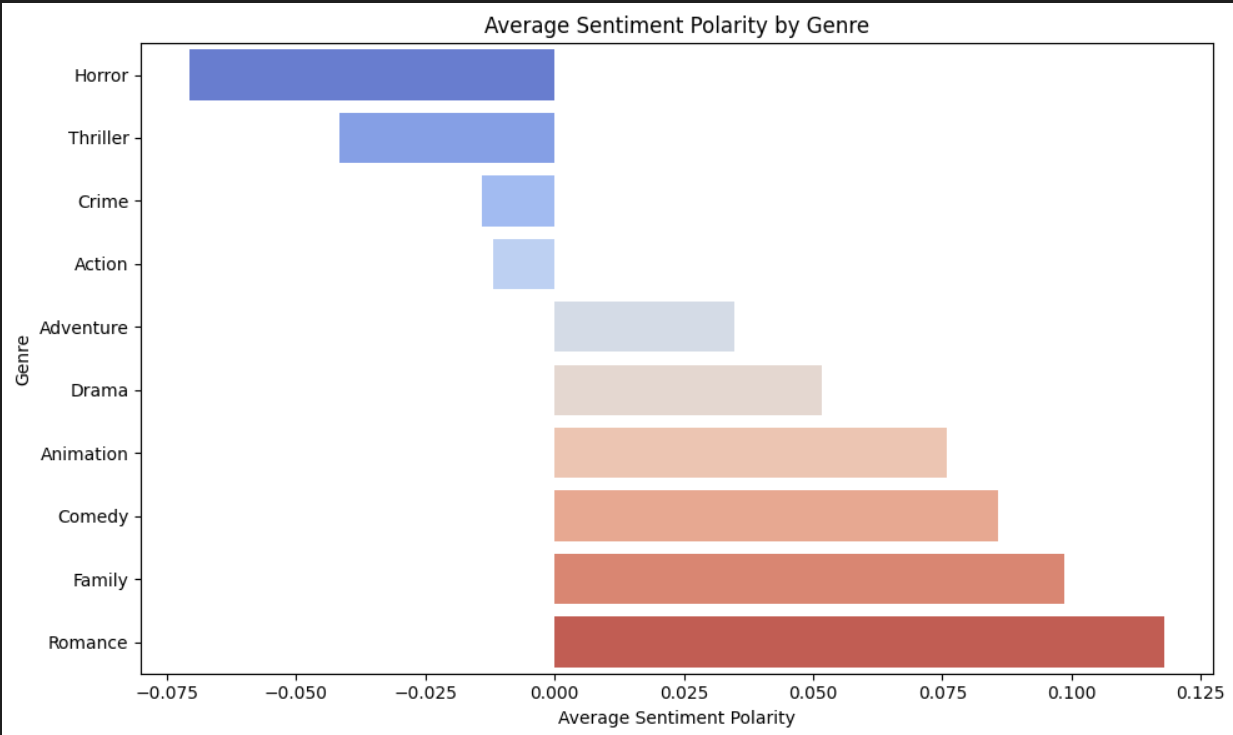 Average Sentiment Polarity by Genre
Genre
Horror
Thriller
Crime
Action
Adventure
Drama
Animation
Comedy
Family
Romance
−0.075 −0.050 −0.025 0.000 0.025 0.050 0.075 0.100 0.125
Average Sentiment Polarity